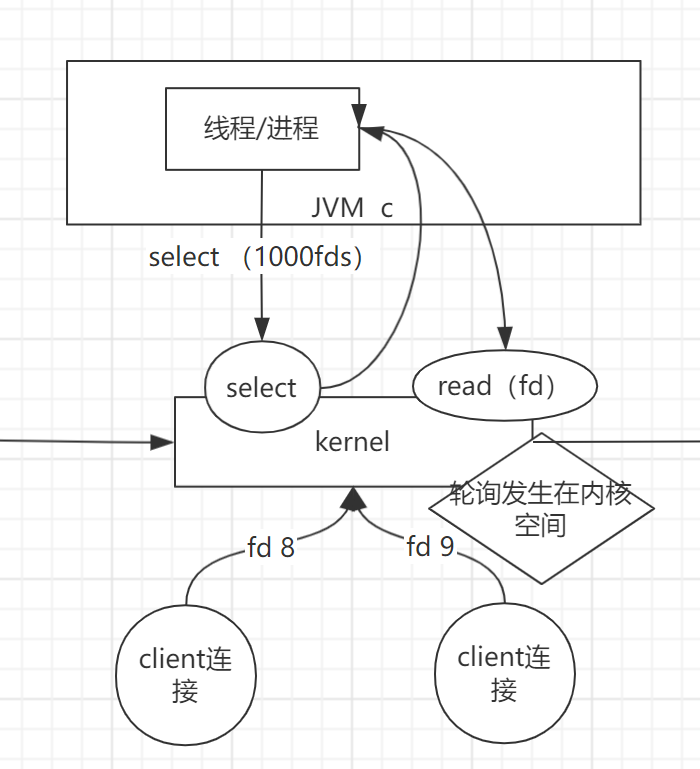 线程/进程
JVM  c
select （1000fds）
select
read（fd）
kernel
轮询发生在内核
空间
fd 8
fd 9
client连
接
client连
接